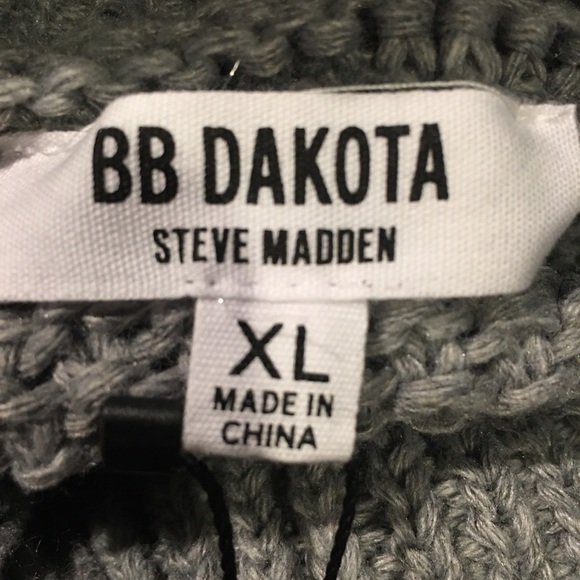 BB DAKOTA
STEVE MADDEN
XL
MADE IN
CHINA